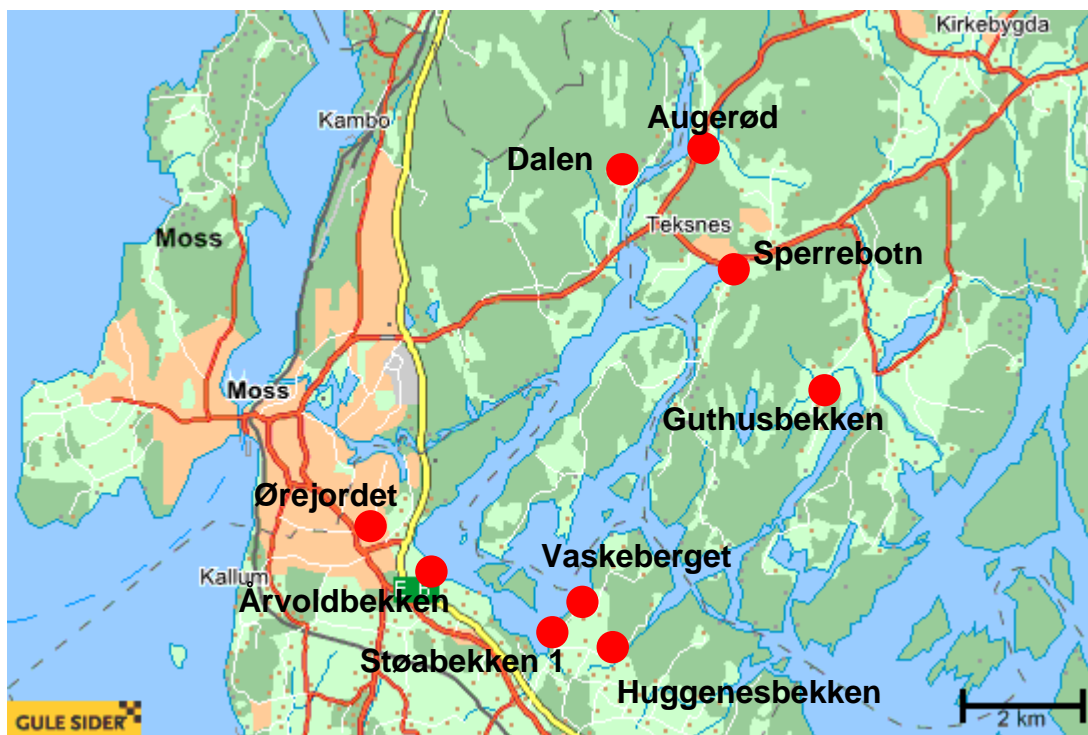 Kirkebygda
Kambo
Augerød
Dalen
Moss
Teksnes
Sperrebotn
Moss
Guthusbekken
Ørejordet
Vaskeberget
Kallum
E 6
Årvoldbekken
Støabekken 1
Huggenesbekken
GULE SIDER
2 km